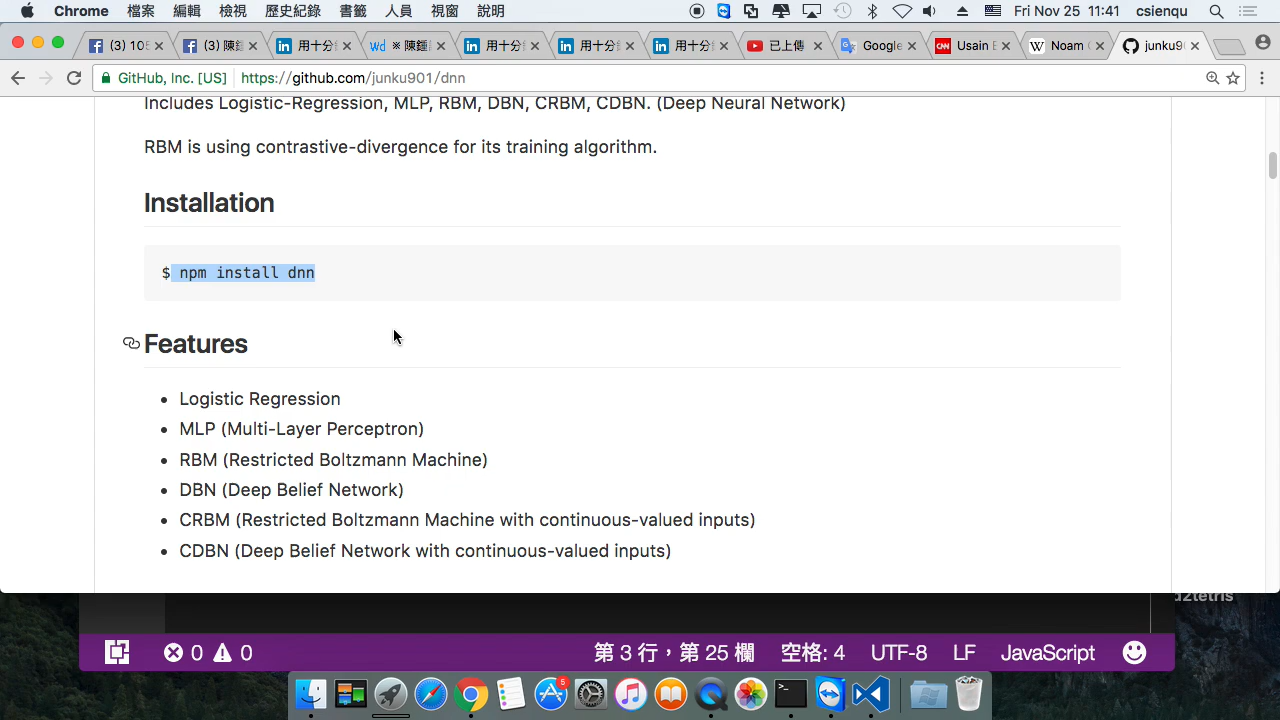 Chrome 檔案 編輯 檢視 歷史紀錄 書籤 人員 視窗 說明 Fri Nov 25 11:41 csienqu
(3) 10 (3) 陳鍾 用十分 ※ 陳鍾 用十分 用十分 用十分 已上傳 Google Usain Noam junku9
GitHub, Inc. [US] https://github.com/junku901/dnn
Includes Logistic-Regression, MLP, RBM, DBN, CRBM, CDBN. (Deep Neural Network)
RBM is using contrastive-divergence for its training algorithm.
Installation
$ npm install dnn
Features
• Logistic Regression
• MLP (Multi-Layer Perceptron)
• RBM (Restricted Boltzmann Machine)
• DBN (Deep Belief Network)
• CRBM (Restricted Boltzmann Machine with continuous-valued inputs)
• CDBN (Deep Belief Network with continuous-valued inputs)
0 0 第 3 行，第 25 欄 空格: 4 UTF-8 LF JavaScript
5